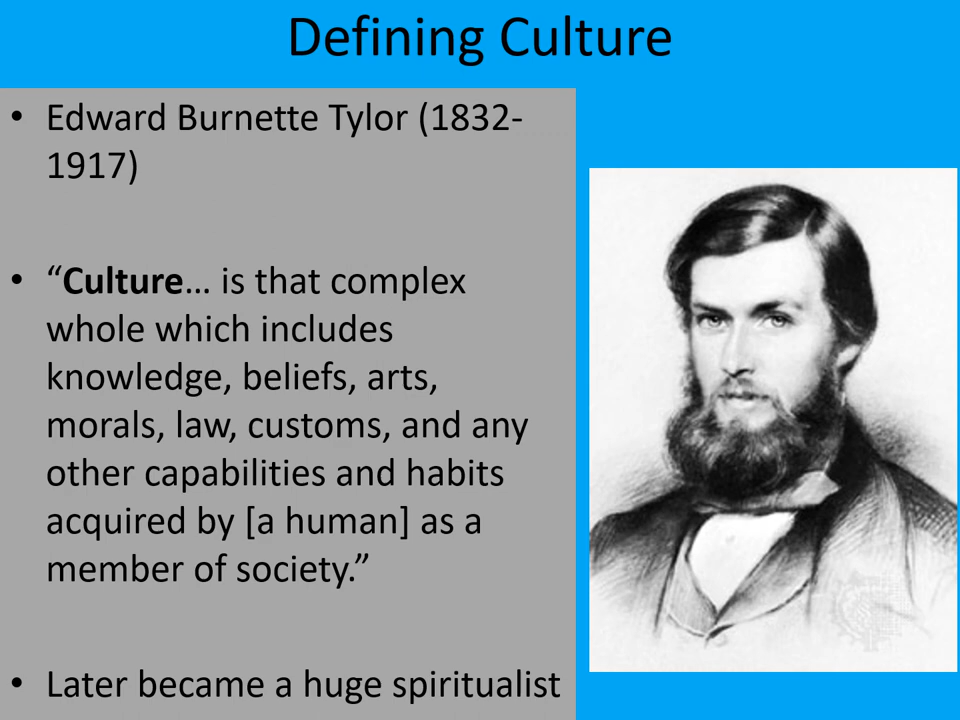 Defining Culture
• Edward Burnette Tylor (1832-
1917)
• “Culture… is that complex
whole which includes
knowledge, beliefs, arts,
morals, law, customs, and any
other capabilities and habits
acquired by [a human] as a
member of society.”
• Later became a huge spiritualist